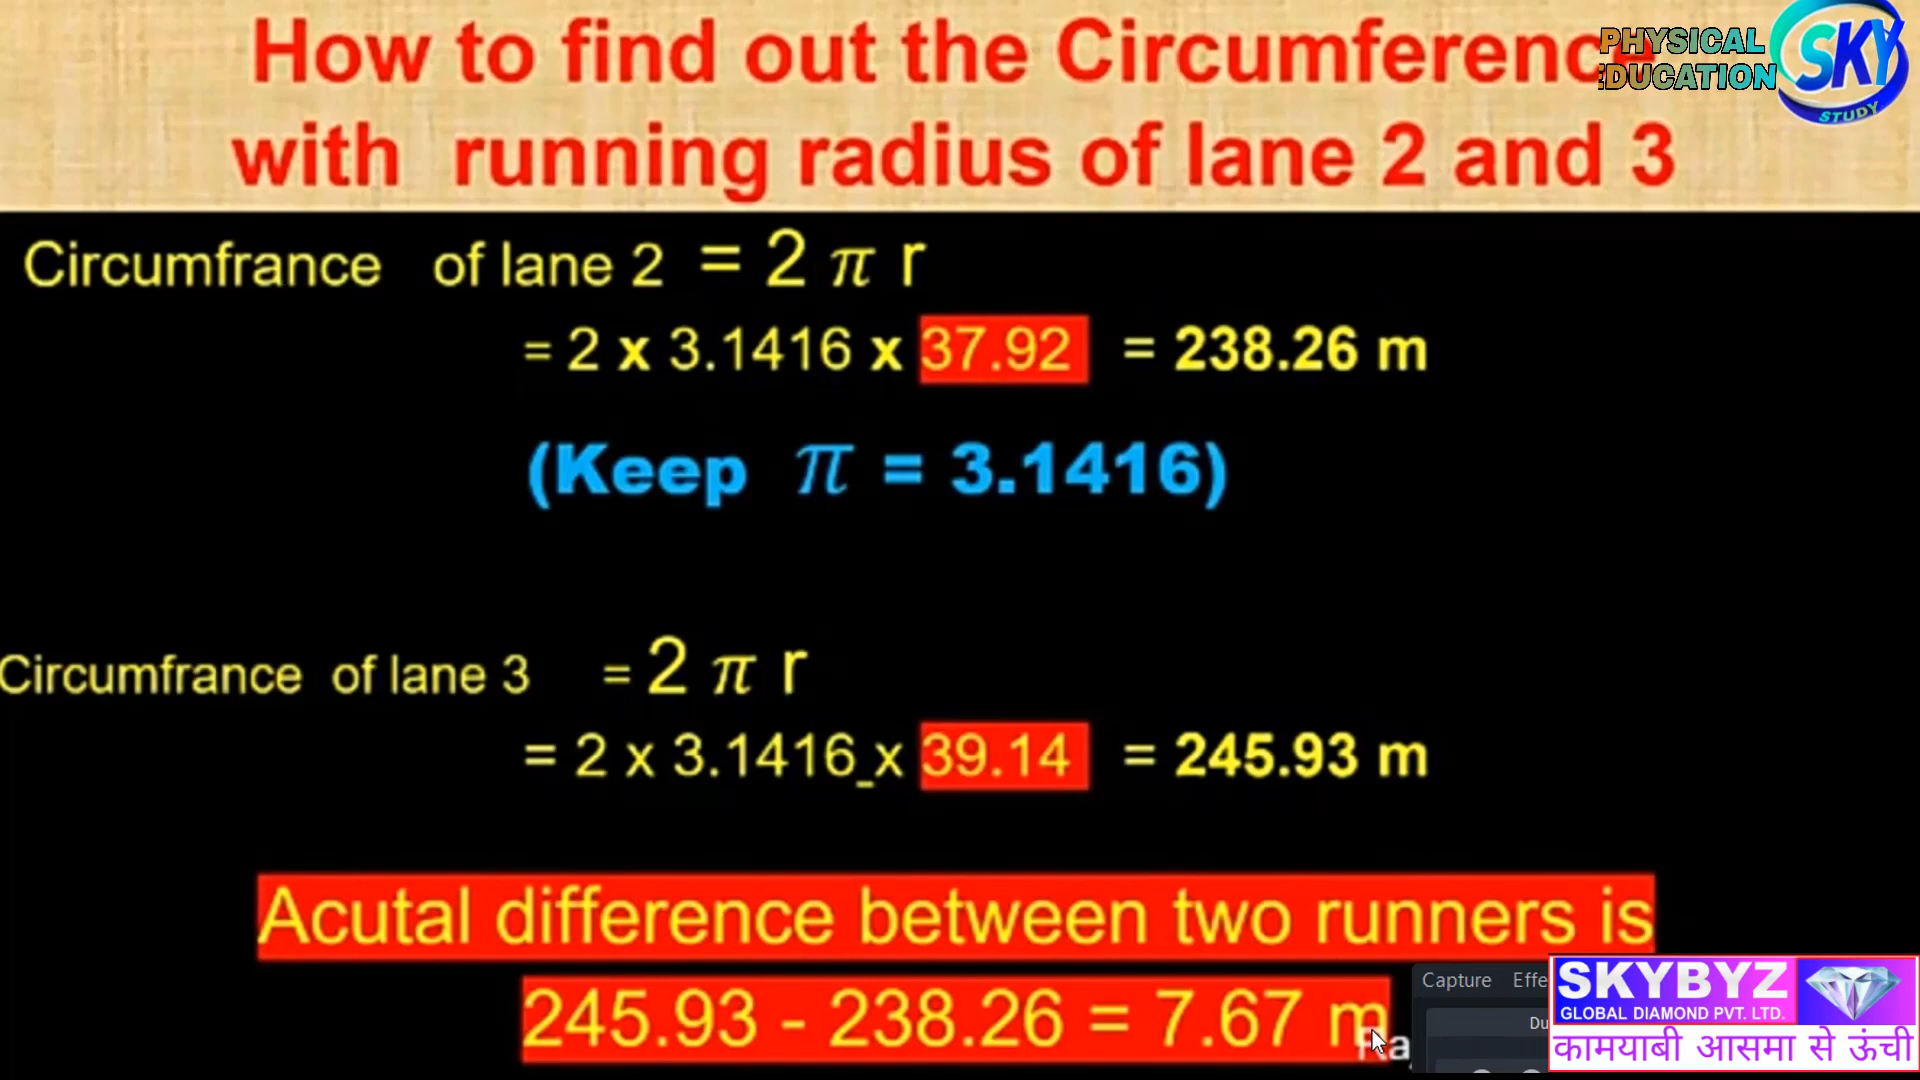 How to find out the Circumference
with running radius of lane 2 and 3
PHYSICAL
EDUCATION
SKY
STUDY
Circumfrance of lane 2 = 2 π r
= 2 x 3.1416 x 37.92 = 238.26 m
(Keep π = 3.1416)
Circumfrance of lane 3 = 2 π r
= 2 x 3.1416_x 39.14 = 245.93 m
Acutal difference between two runners is
245.93 - 238.26 = 7.67 m
Capture Effe
Du
SKYBYZ
GLOBAL DIAMOND PVT. LTD.
कामयाबी आसमा से ऊंची